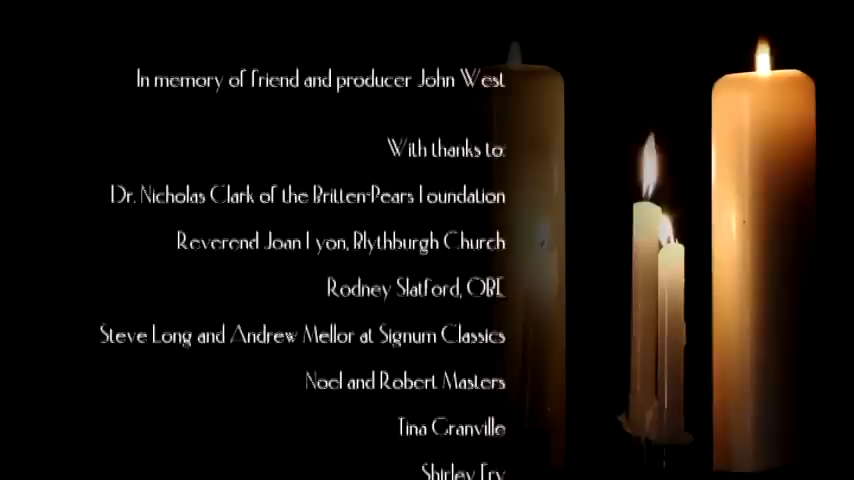 In memory of friend and producer John West
With thanks to:
Dr. Nicholas Clark of the Britten-Pears Foundation
Reverend Joan Lyon, Blythburgh Church
Rodney Slatford, OBE
Steve Long and Andrew Mellor at Signum Classics
Noel and Robert Masters
Tina Granville
Shirley Fry